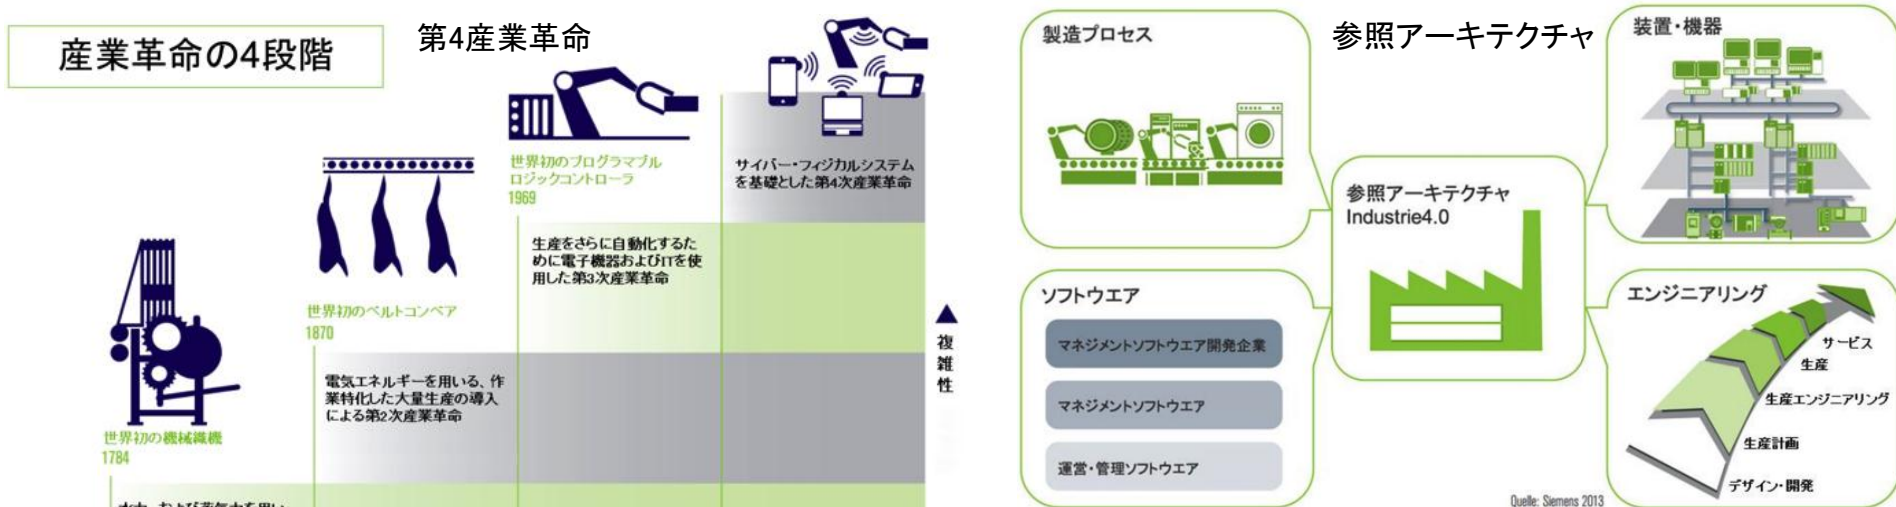 産業革命の4段階
第4産業革命
世界初のプログラマブル
ロジックコントローラ
1969
サイバー・フィジカルシステム
を基礎とした第4次産業革命
生産をさらに自動化するた
めに電子機器およびITを使
用した第3次産業革命
世界初のベルトコンベア
1870
電気エネルギーを用いる、作
業特化した大量生産の導入
による第2次産業革命
世界初の機械織機
1784
複雑性
参照アーキテクチャ
製造プロセス
装置・機器
参照アーキテクチャ
Industrie4.0
ソフトウエア
マネジメントソフトウエア開発企業
マネジメントソフトウエア
運営・管理ソフトウエア
エンジニアリング
サービス
生産
生産エンジニアリング
生産計画
デザイン・開発
Quelle: Siemens 2013